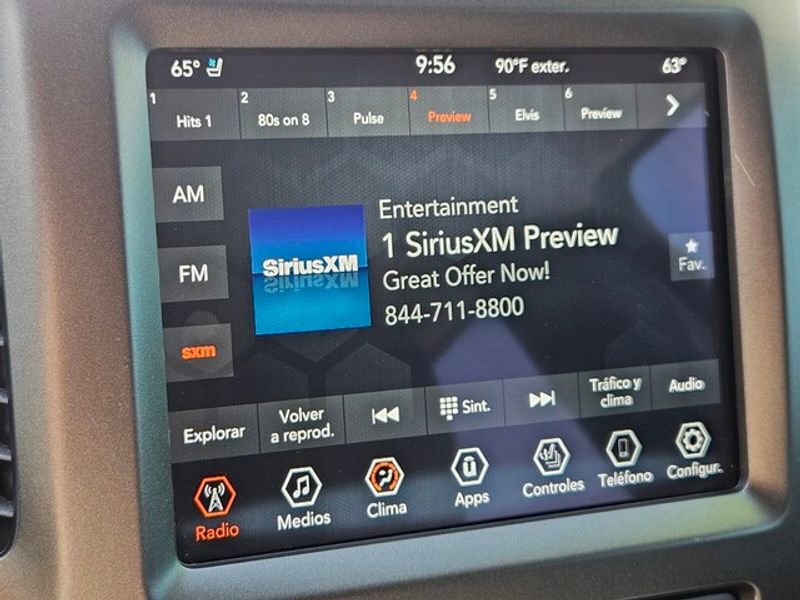 65° 9:56 90°F exter. 63°
1 Hits 1 2 80s on 8 3 Pulse 4 Preview 5 Elvis 6 Preview
AM
FM
sxm
SiriusXM
Entertainment
1 SiriusXM Preview
Great Offer Now!
844-711-8800
Fav.
Explorar
Volver
a reprod.
Sint.
Tráfico y
clima
Audio
Radio
Medios
Clima
Apps
Controles
Teléfono
Configur.